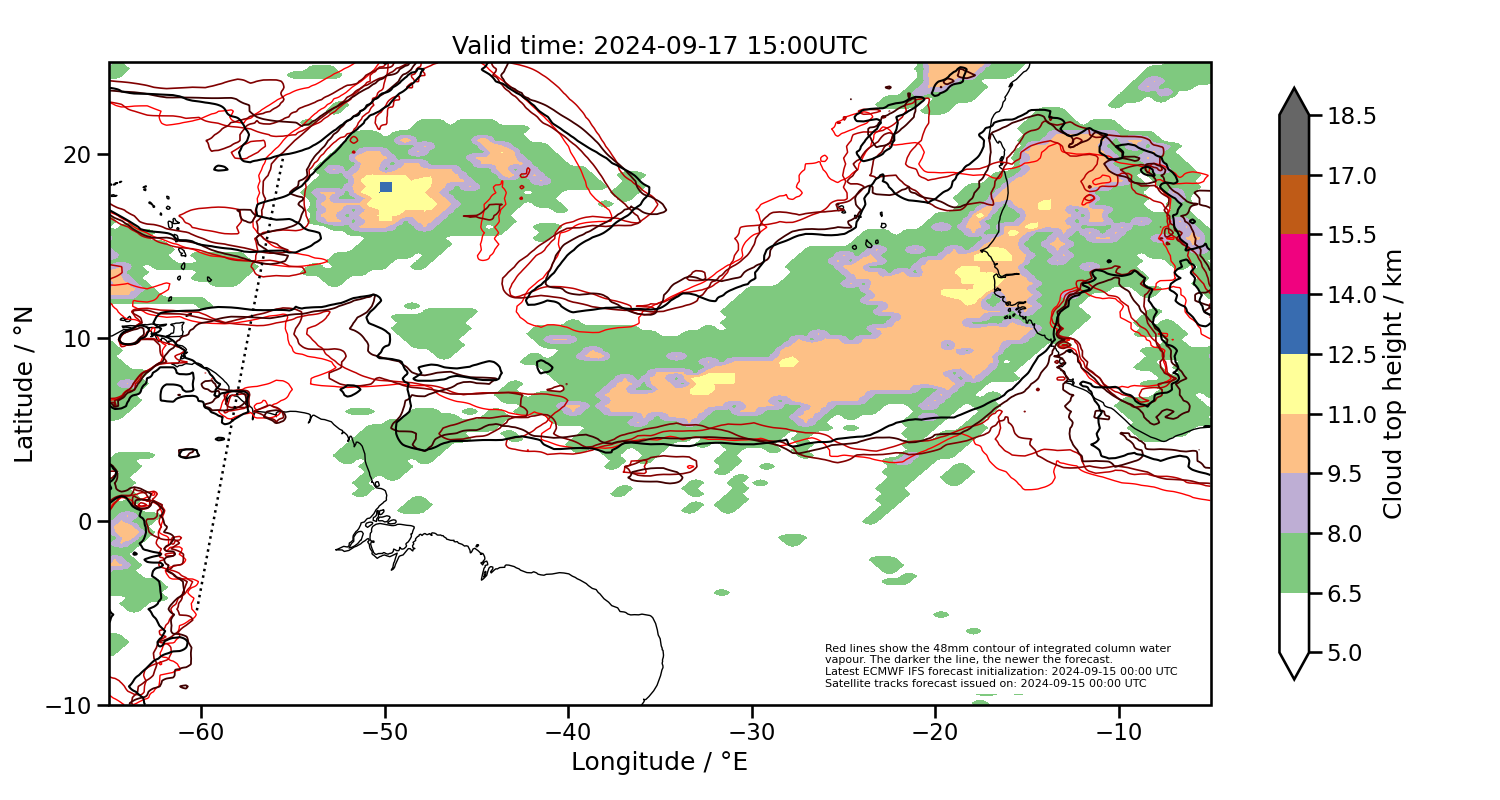 Valid time: 2024-09-17 15:00UTC
20
10
0
−10
Latitude / °N
−60
−50
−40
−30
−20
−10
Longitude / °E
Red lines show the 48mm contour of integrated column water
vapour. The darker the line, the newer the forecast.
Latest ECMWF IFS forecast initialization: 2024-09-15 00:00 UTC
Satellite tracks forecast issued on: 2024-09-15 00:00 UTC
18.5
17.0
15.5
14.0
12.5
11.0
9.5
8.0
6.5
5.0
Cloud top height / km